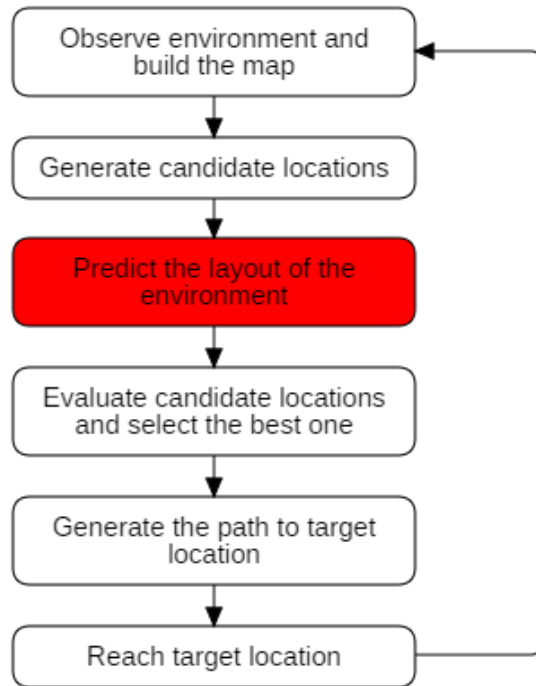 Observe environment and
build the map
Generate candidate locations
Predict the layout of the
environment
Evaluate candidate locations
and select the best one
Generate the path to target
location
Reach target location